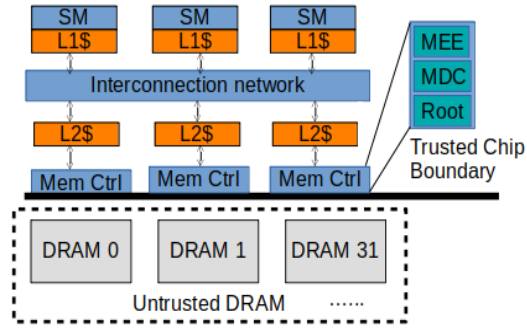 SM SM SM
L1$ L1$ L1$
MEE
Interconnection network
MDC
Root
L2$ L2$ L2$
Trusted Chip
Boundary
Mem Ctrl Mem Ctrl Mem Ctrl
DRAM 0 DRAM 1 DRAM 31
Untrusted DRAM ......